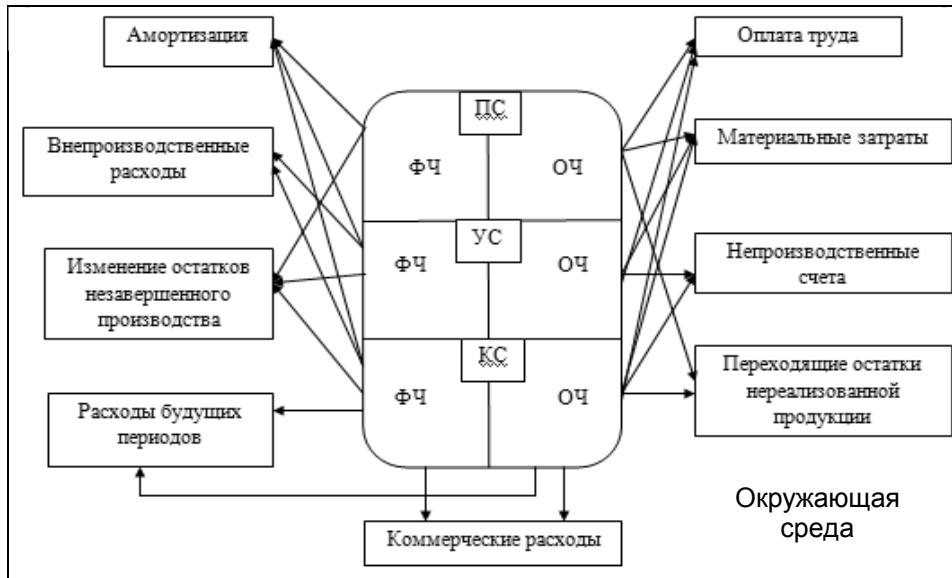 Амортизация
Оплата труда
ПС
Внепроизводственные
расходы
ФЧ
ОЧ
Материальные затраты
УС
Изменение остатков
незавершенного
производства
ФЧ
ОЧ
Непроизводственные
счета
КС
Расходы будущих
периодов
ФЧ
ОЧ
Переходящие остатки
нереализованной
продукции
Коммерческие расходы
Окружающая
среда